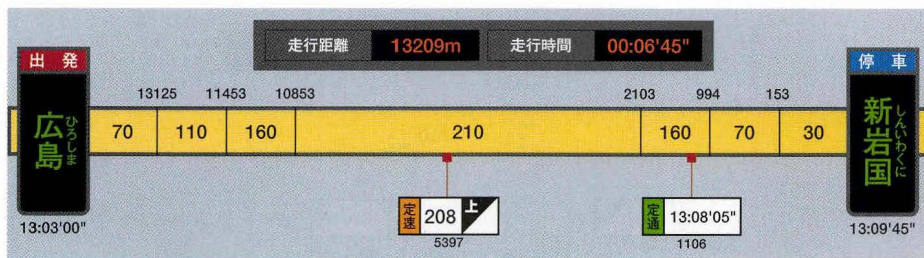 走行距離 13209m 走行時間 00:06'45"
出発
広島
ひろしま
13:03'00"
13125 11453 10853 2103 994 153
70 110 160 210 160 70 30
定速 208 上
5397
定通 13:08'05"
1106
停車
新岩国
しんいわくに
13:09'45"